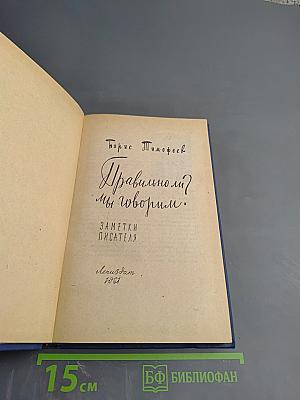 Борис Тимофеев
Правильно ли
мы говорим?
ЗАМЕТКИ
ПИСАТЕЛЯ
Лениздат
1961
15 см
БФ БИБЛИОФАН